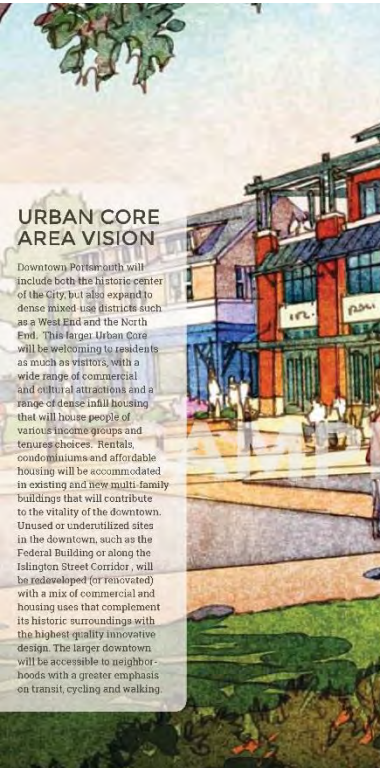 URBAN CORE
AREA VISION
Downtown Portsmouth will
include both the historic center
of the City, but also expand to
dense mixed-use districts such
as a West End and the North
End. This larger Urban Core
will be welcoming to residents
as much as visitors, with a
wide range of commercial
and cultural attractions and a
range of dense infill housing
that will house people of
various income groups and
tenures choices. Rentals,
condominiums and affordable
housing will be accommodated
in existing and new multi-family
buildings that will contribute
to the vitality of the downtown.
Unused or underutilized sites
in the downtown, such as the
Federal Building or along the
Islington Street Corridor , will
be redeveloped (or renovated)
with a mix of commercial and
housing uses that complement
its historic surroundings with
the highest quality innovative
design. The larger downtown
will be accessible to neighbor-
hoods with a greater emphasis
on transit, cycling and walking.